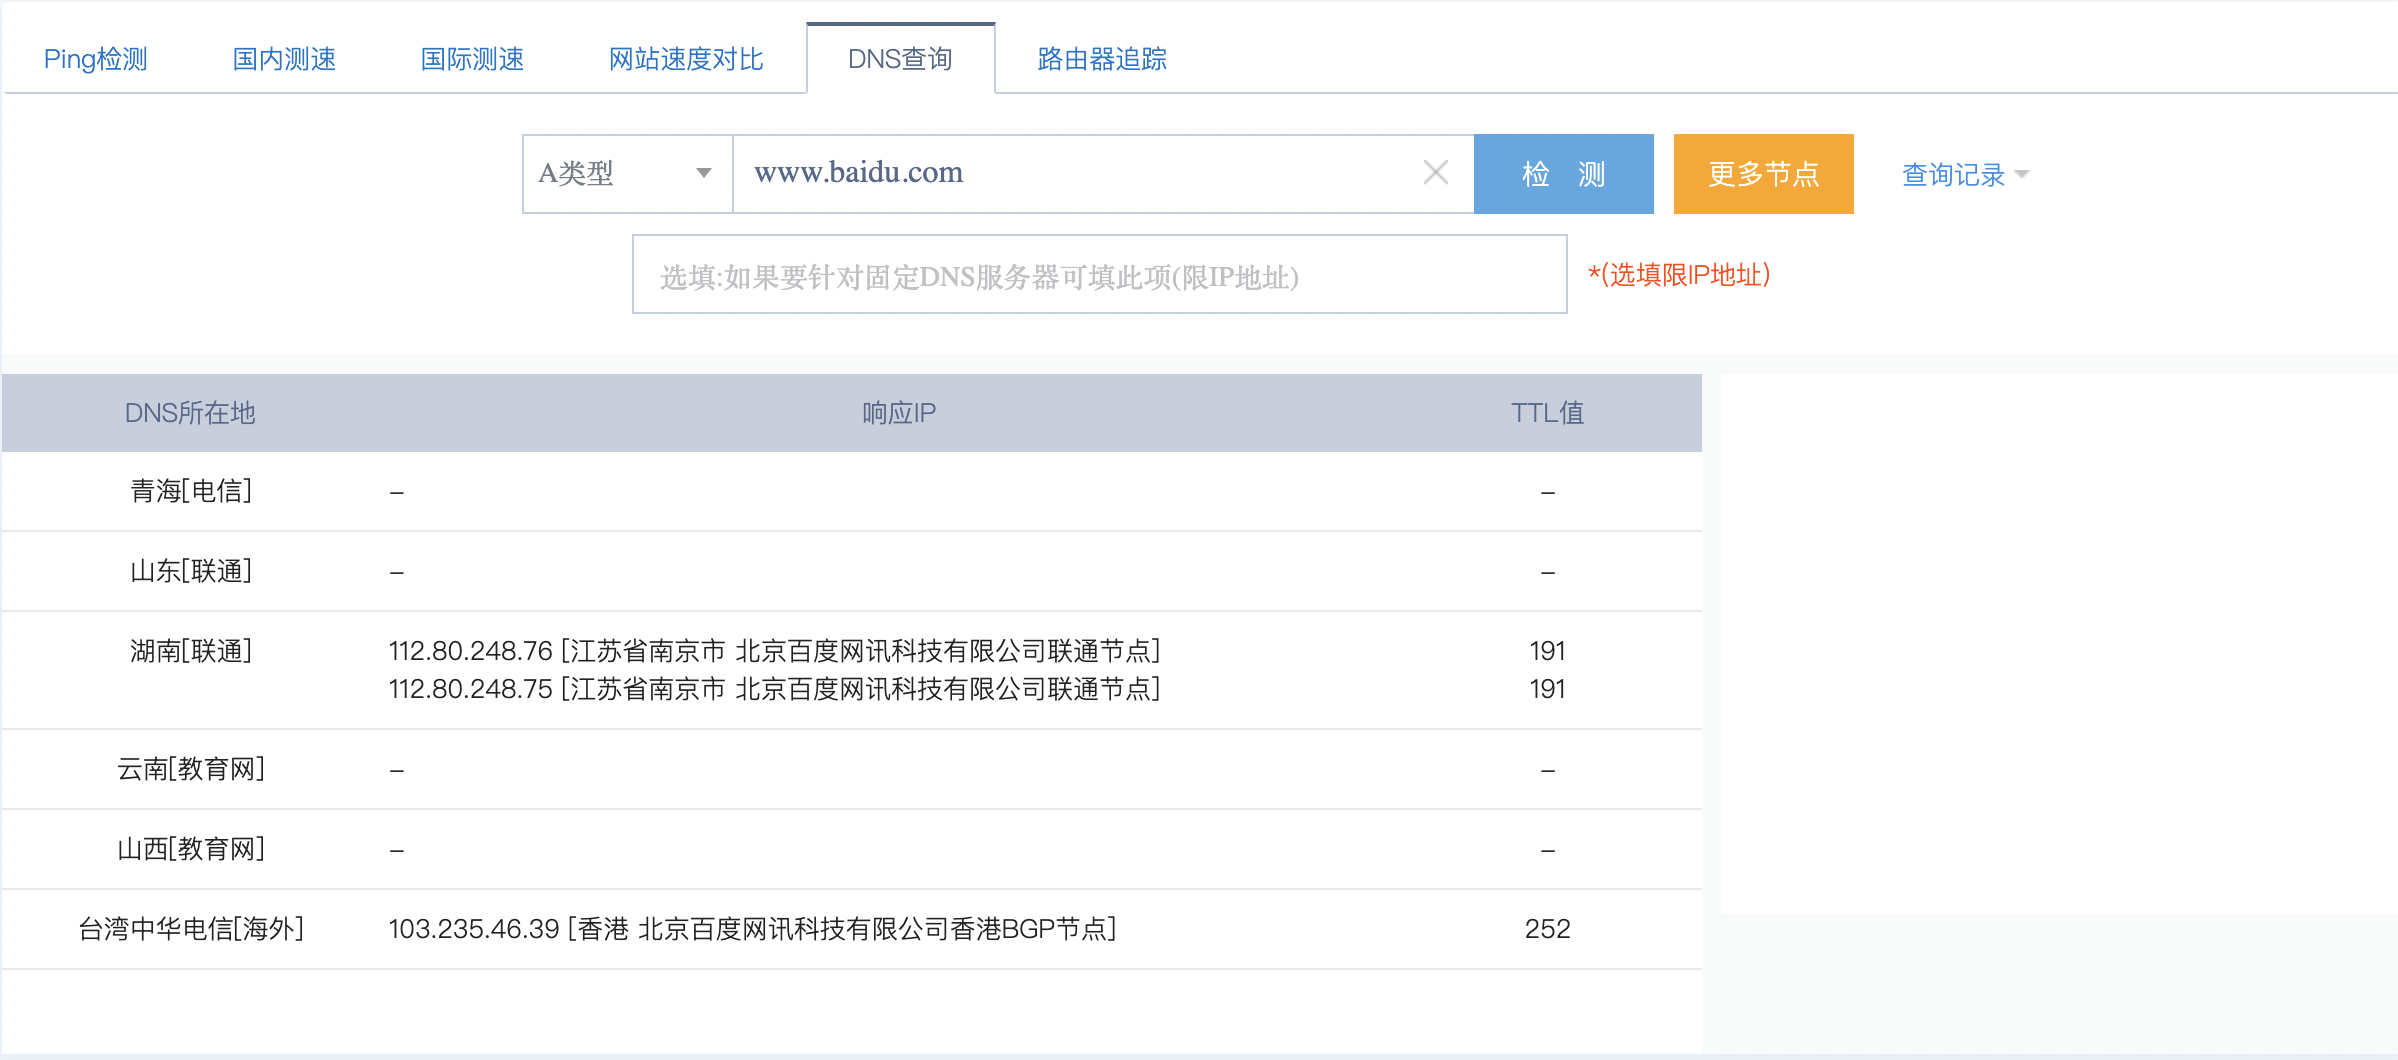 Ping检测 国内测速 国际测速 网站速度对比 DNS查询 路由器追踪
A类型 www.baidu.com 检 测 更多节点 查询记录
选填:如果要针对固定DNS服务器可填此项(限IP地址) *(选填限IP地址)
DNS所在地 响应IP TTL值
青海[电信] – –
山东[联通] – –
湖南[联通] 112.80.248.76 [江苏省南京市 北京百度网讯科技有限公司联通节点] 191
112.80.248.75 [江苏省南京市 北京百度网讯科技有限公司联通节点] 191
云南[教育网] – –
山西[教育网] – –
台湾中华电信[海外] 103.235.46.39 [香港 北京百度网讯科技有限公司香港BGP节点] 252